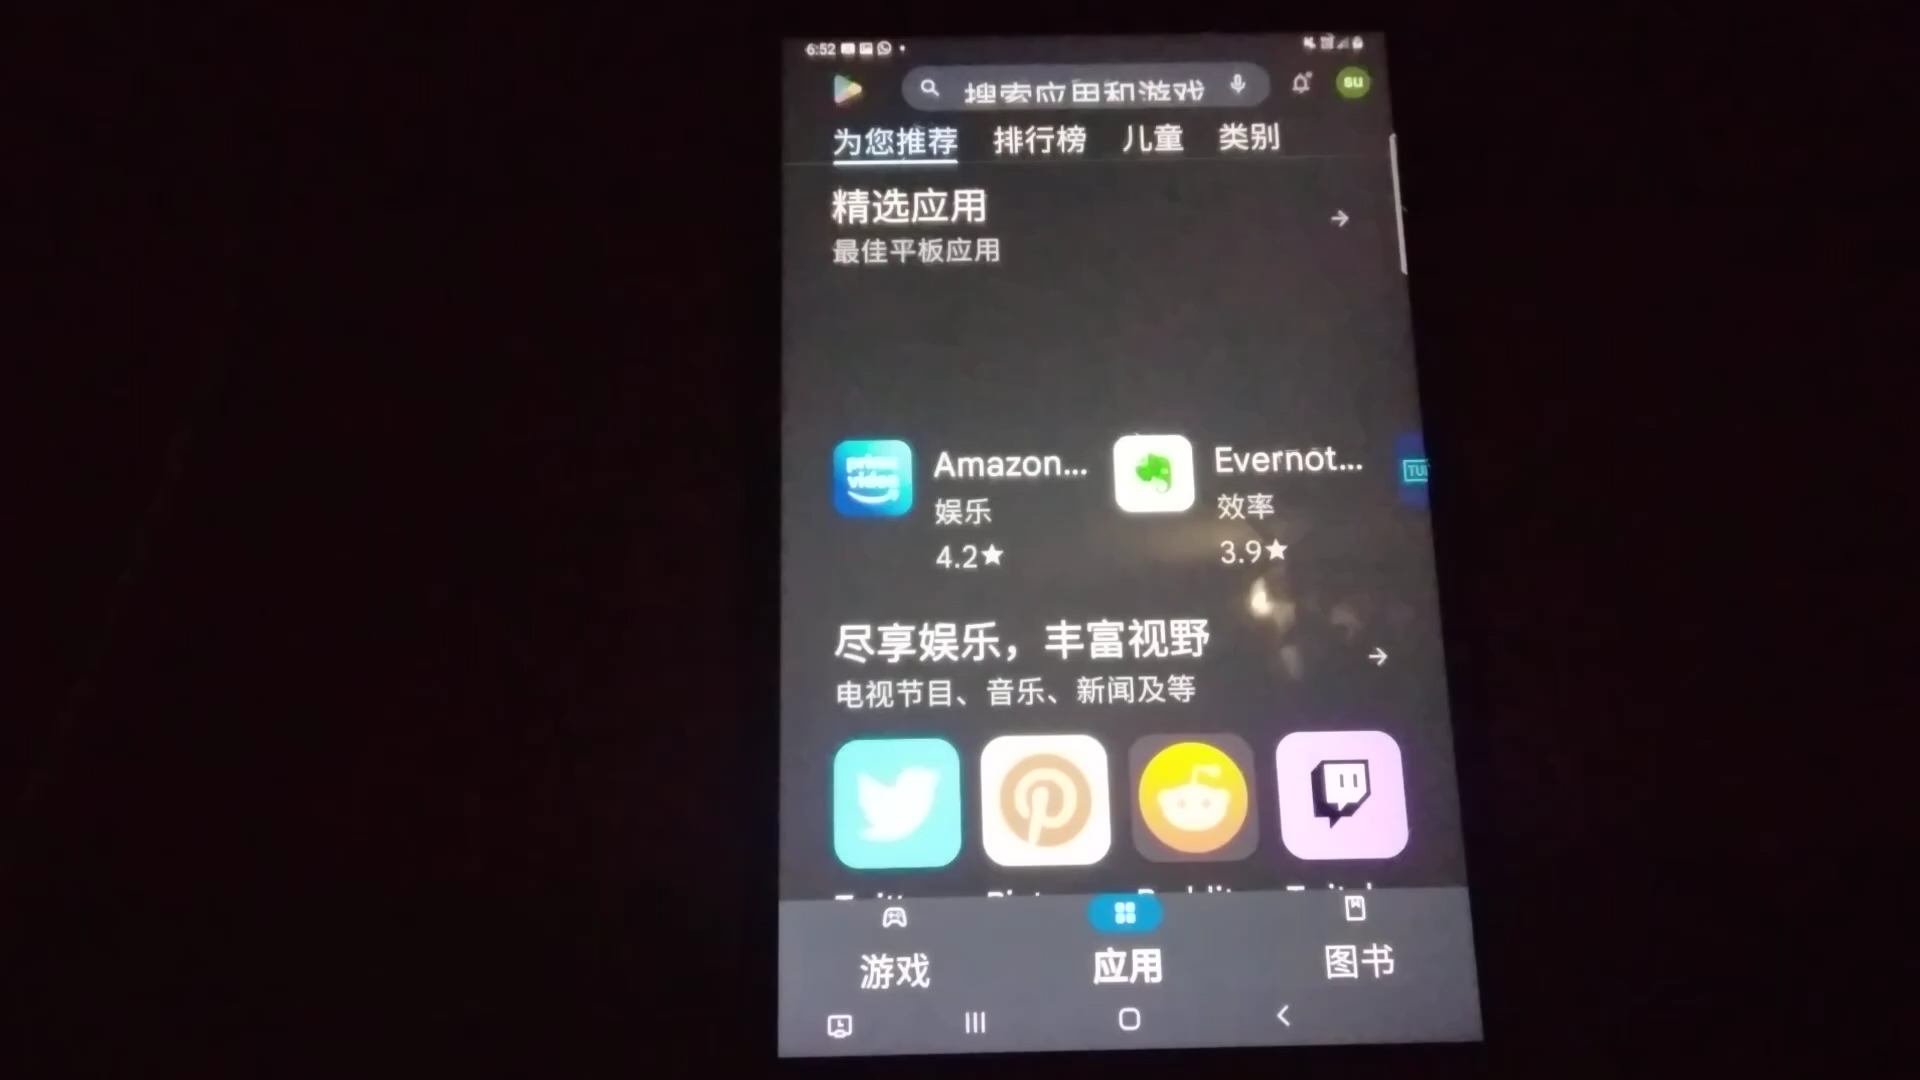 6:52
搜索应用和游戏
su
为您推荐 排行榜 儿童 类别
精选应用
最佳平板应用
prime video
Amazon...
娱乐
4.2★
Evernot...
效率
3.9★
尽享娱乐，丰富视野
电视节目、音乐、新闻及等
游戏 应用 图书